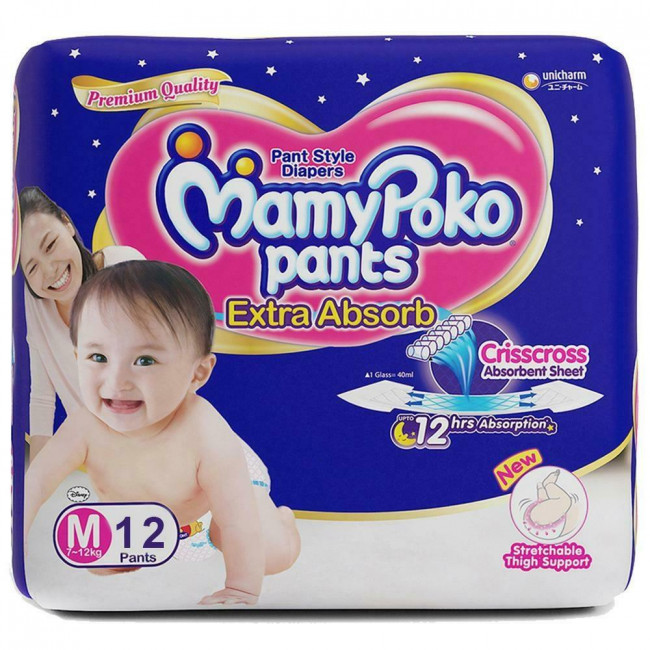 Premium Quality
unicharm
ユニ・チャーム
Pant Style
Diapers
MamyPoko
®
pants
Extra Absorb
Crisscross
Absorbent Sheet
▲1 Glass= 40ml
UPTO
12 hrs Absorption*
New
Disney
M 12
7~12kg
Pants
Stretchable
Thigh Support